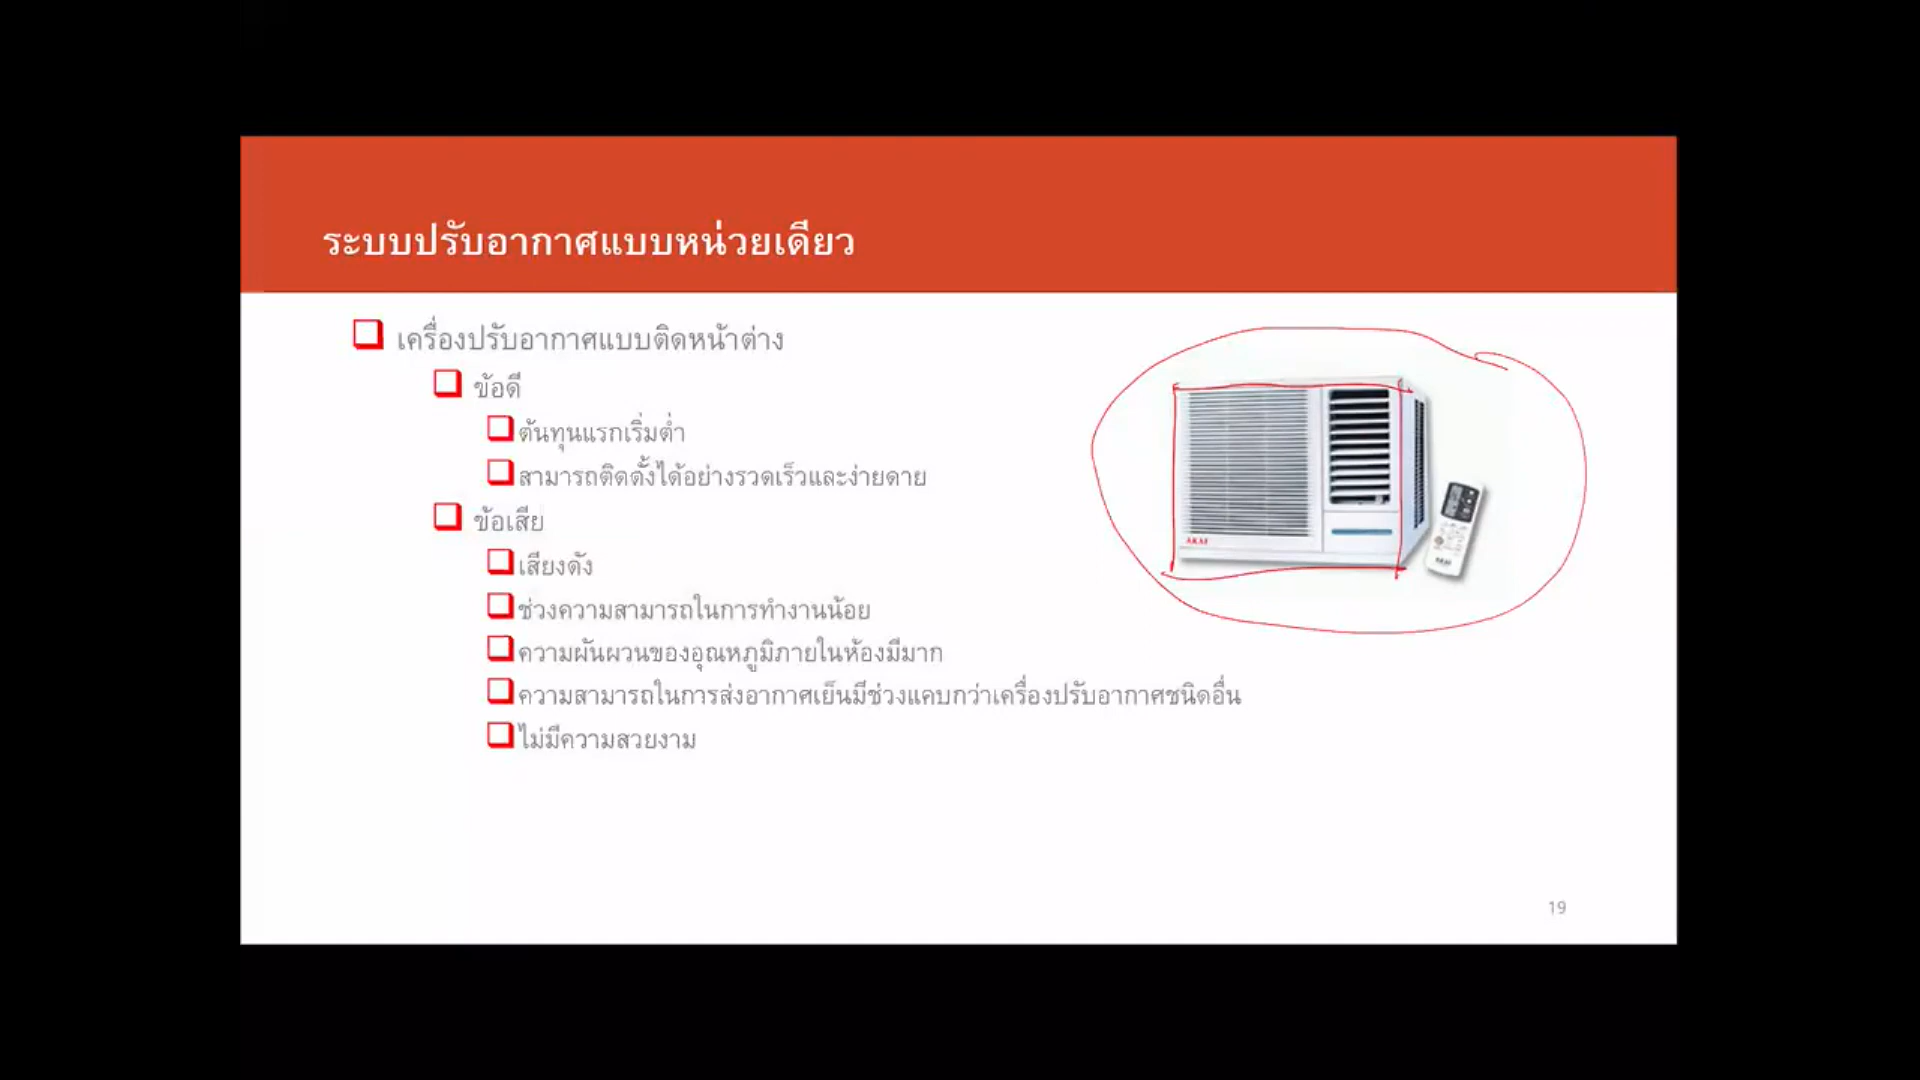 ระบบปรับอากาศแบบหน่วยเดียว
เครื่องปรับอากาศแบบติดหน้าต่าง
ข้อดี
ต้นทุนแรกเริ่มต่ำ
สามารถติดตั้งได้อย่างรวดเร็วและง่ายดาย
ข้อเสีย
เสียงดัง
ช่วงความสามารถในการทำงานน้อย
ความผันผวนของอุณหภูมิภายในห้องมีมาก
ความสามารถในการส่งอากาศเย็นมีช่วงแคบกว่าเครื่องปรับอากาศชนิดอื่น
ไม่มีความสวยงาม
AKAI
AKAI
19